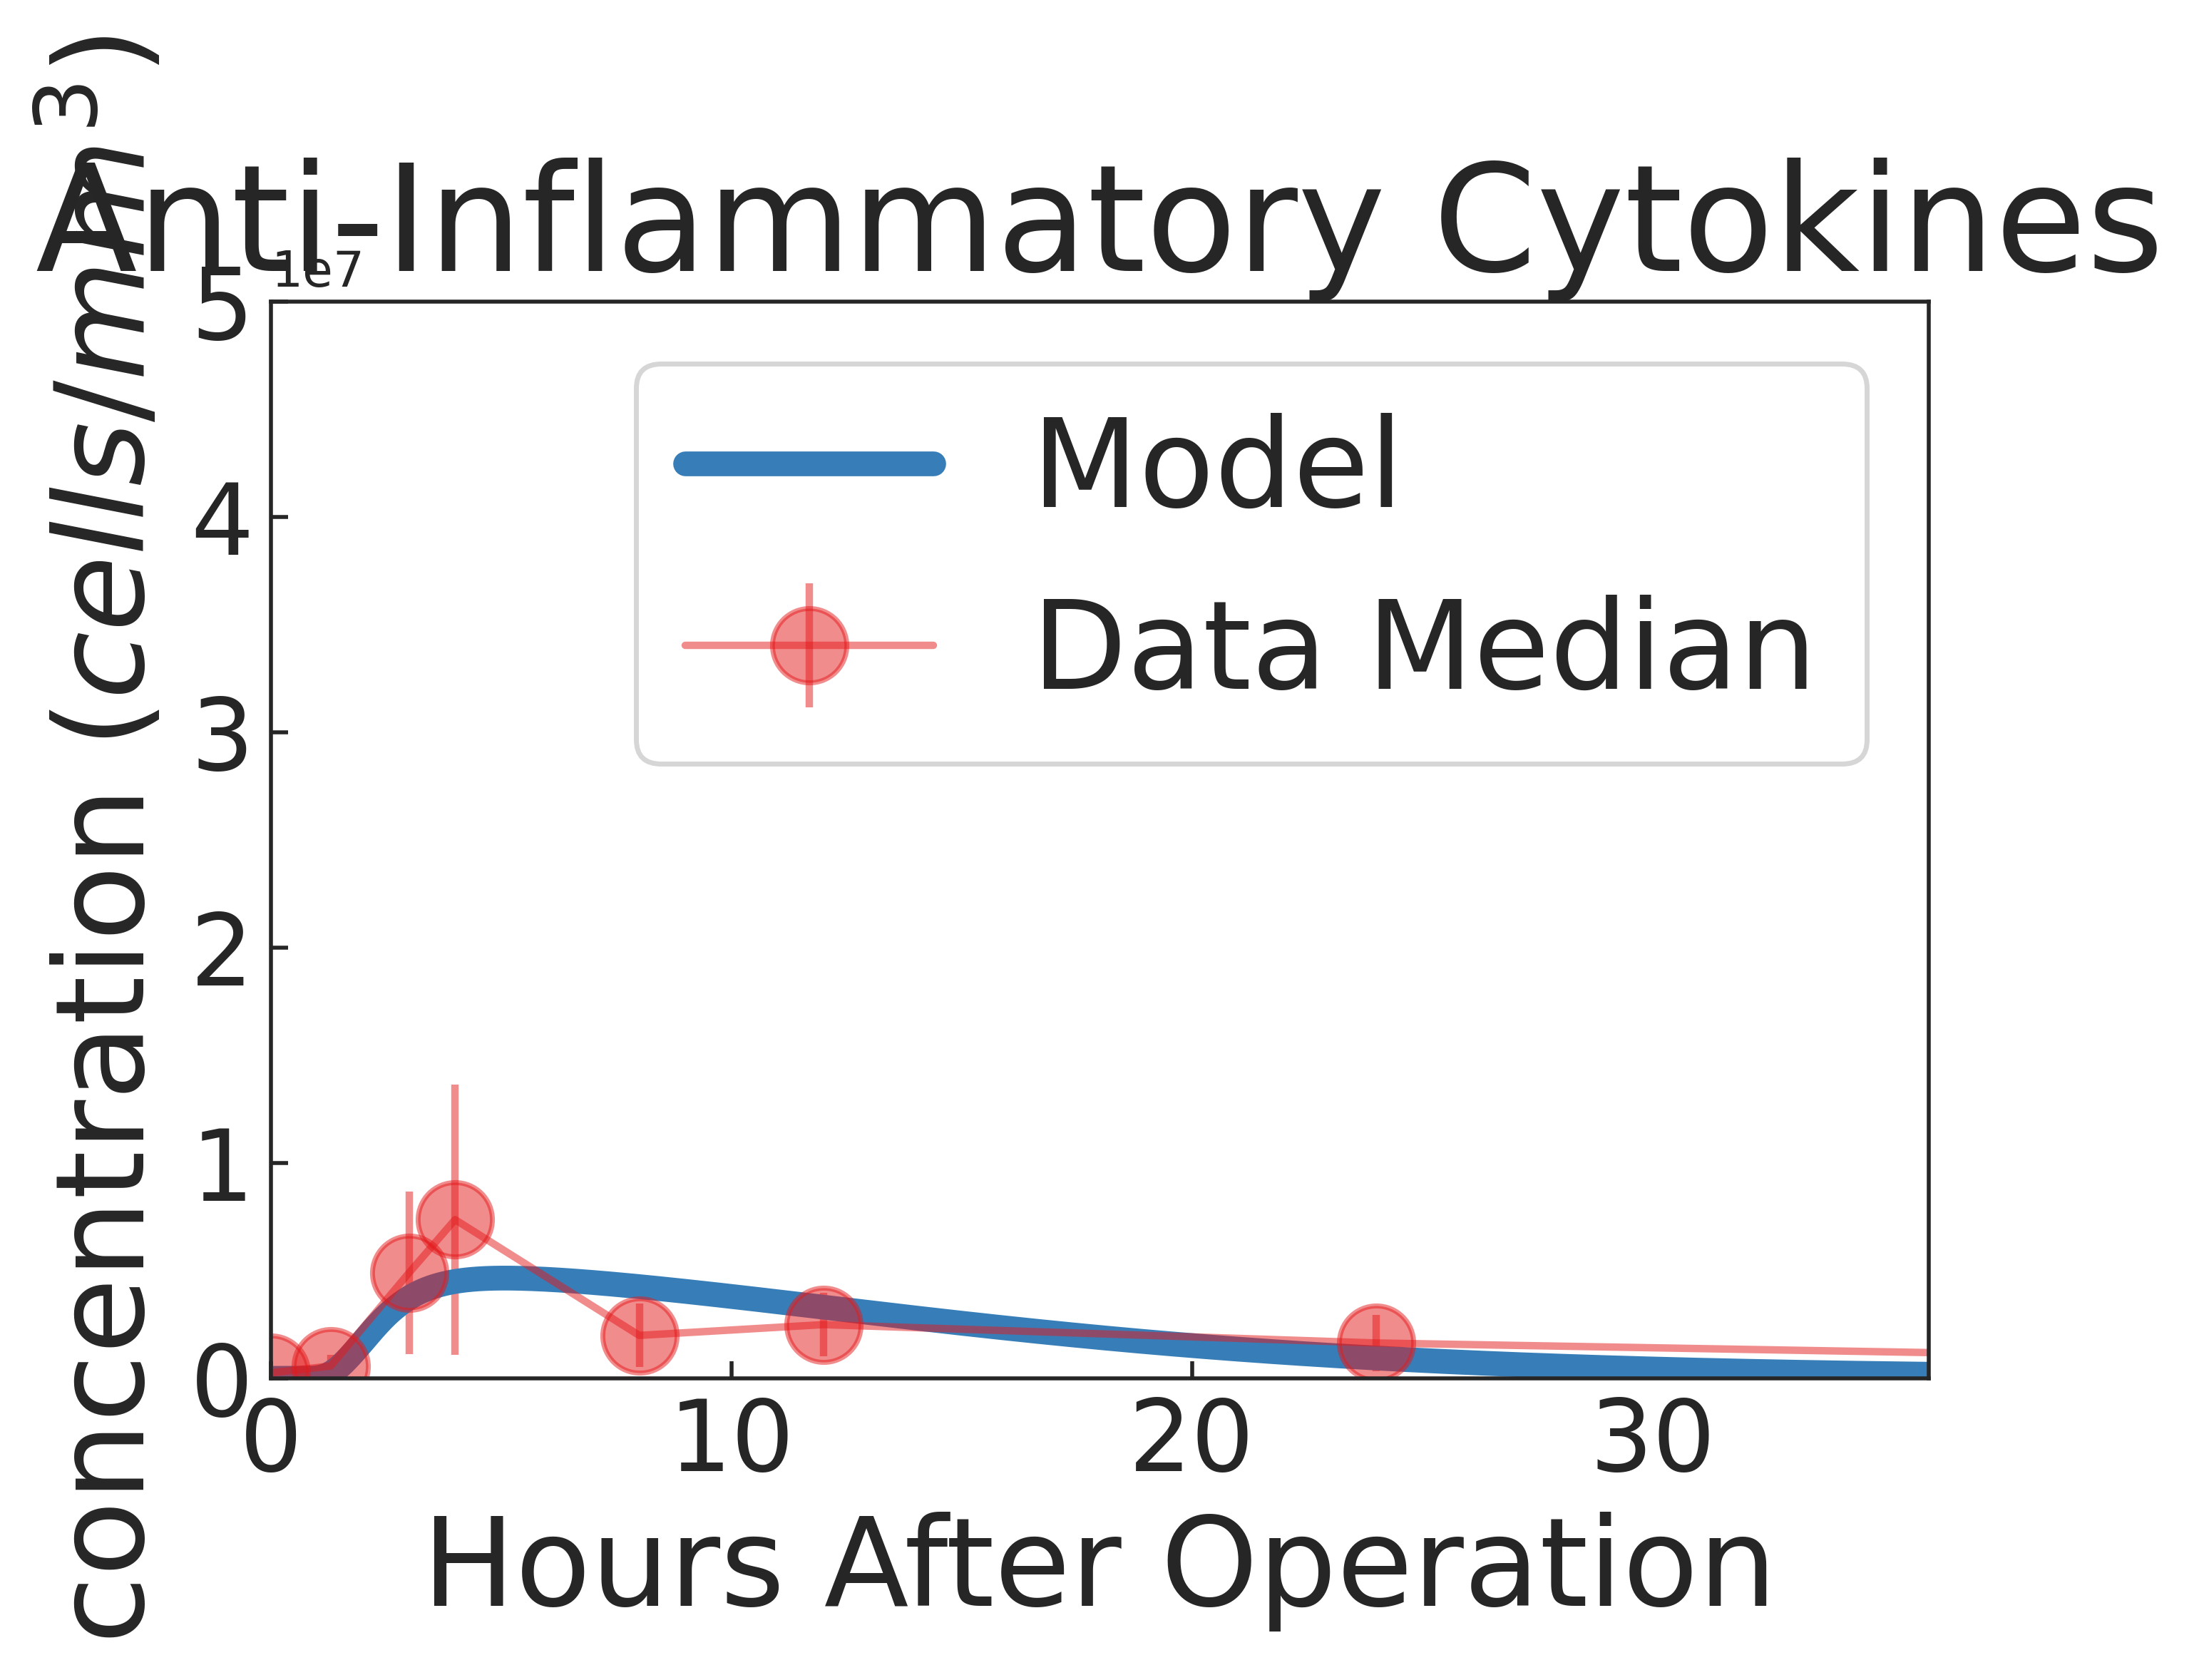 Anti-Inflammatory Cytokines
1e7
concentration (cells/mm³)
5
4
3
2
1
0
Model
Data Median
0 10 20 30
Hours After Operation